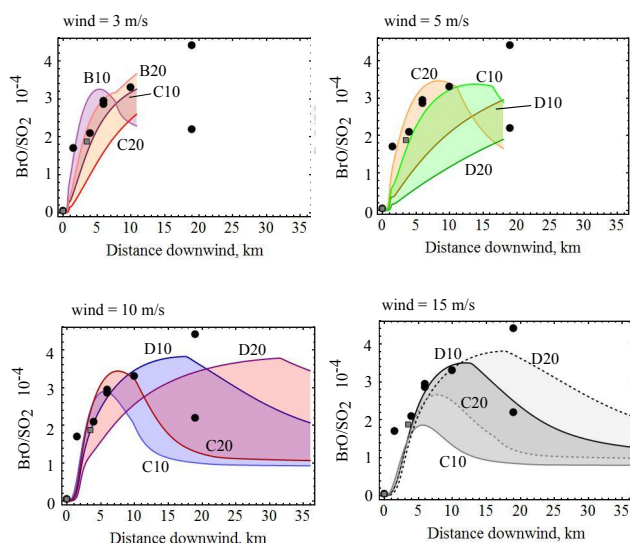 wind = 3 m/s
BrO/SO2 10-4
4
3
2
1
0
B10
B20
C10
C20
0 5 10 15 20 25 30 35
Distance downwind, km
wind = 5 m/s
BrO/SO2 10-4
4
3
2
1
0
C20
C10
D10
D20
0 5 10 15 20 25 30 35
Distance downwind, km
wind = 10 m/s
BrO/SO2 10-4
4
3
2
1
0
D10
D20
C20
C10
0 5 10 15 20 25 30 35
Distance downwind, km
wind = 15 m/s
BrO/SO2 10-4
4
3
2
1
0
D10
D20
C20
C10
0 5 10 15 20 25 30 35
Distance downwind, km